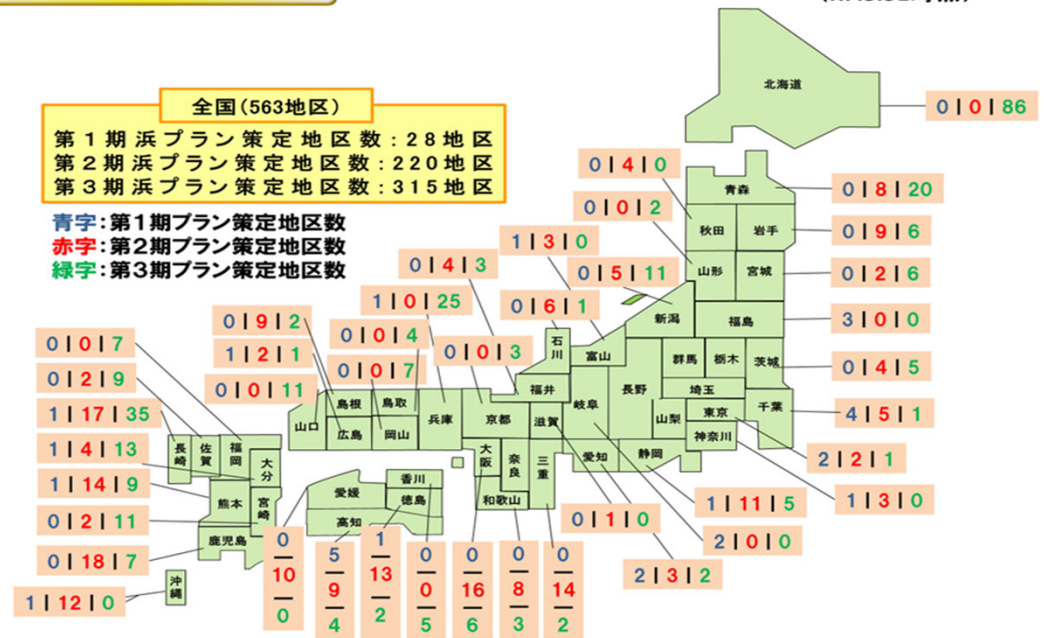 全国(563地区)
第1期浜プラン策定地区数:28地区
第2期浜プラン策定地区数:220地区
第3期浜プラン策定地区数:315地区
青字:第1期プラン策定地区数
赤字:第2期プラン策定地区数
緑字:第3期プラン策定地区数
北海道
0|0|86
0|4|0
青森
0|8|20
0|0|2
秋田
岩手
0|9|6
1|3|0
0|4|3
0|5|11
山形
宮城
0|2|6
1|0|25
0|6|1
新潟
福島
3|0|0
0|9|2
0|0|4
0|0|7
1|2|1
0|0|3
石川
富山
群馬
栃木
茨城
0|4|5
0|2|9
0|0|11
0|0|7
福井
長野
埼玉
1|17|35
山口
島根
鳥取
兵庫
京都
滋賀
岐阜
山梨
東京
千葉
4|5|1
広島
岡山
神奈川
1|4|13
長崎
佐賀
福岡
大分
大阪
奈良
三重
愛知
静岡
2|2|1
1|14|9
熊本
宮崎
愛媛
香川
徳島
和歌山
1|11|5
1|3|0
0|2|11
高知
0|1|0
鹿児島
2|0|0
0|18|7
2|3|2
沖縄
1|12|0
0|10|0
5|9|4
1|13|2
0|0|5
0|16|6
0|8|3
0|14|2